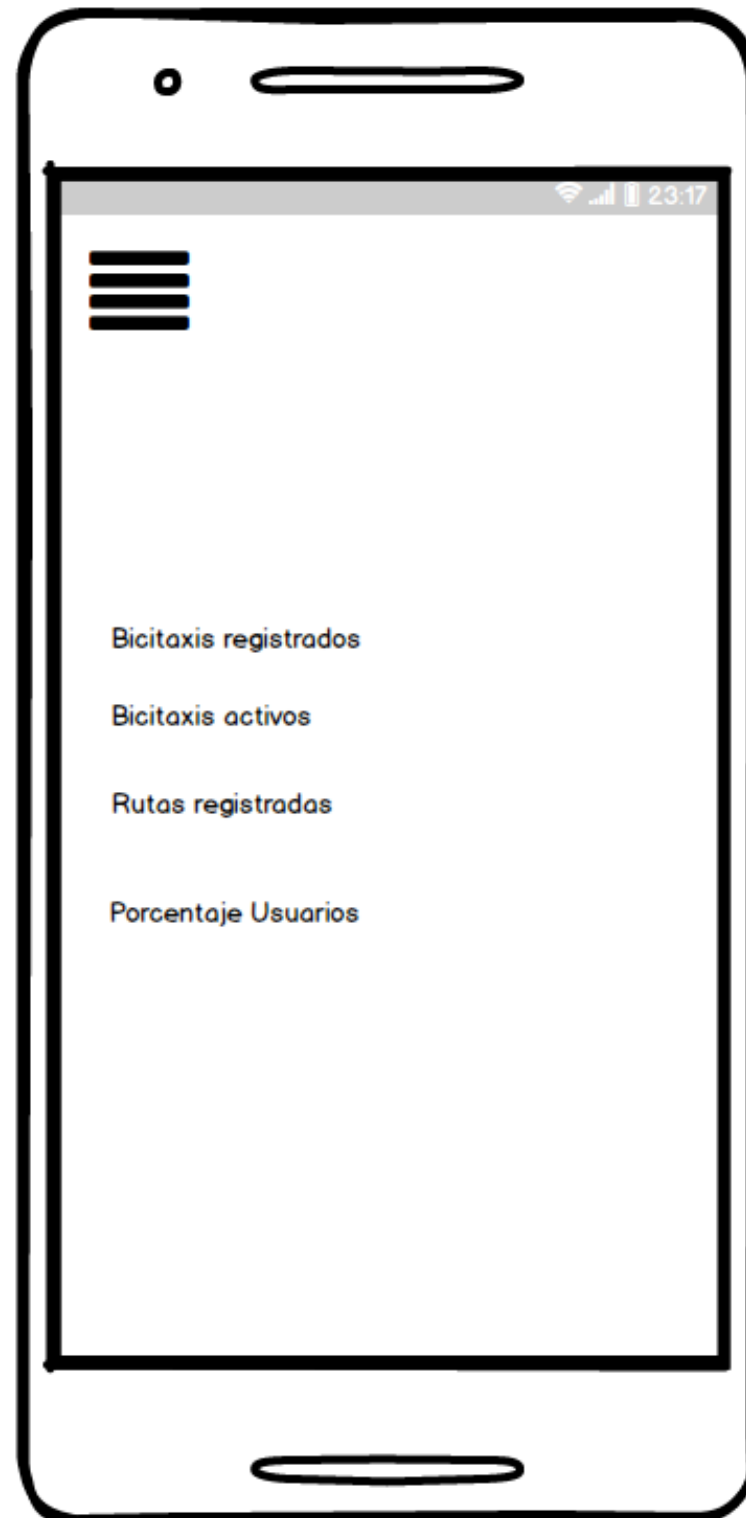 23:17
Bicitaxis registrados
Bicitaxis activos
Rutas registradas
Porcentaje Usuarios